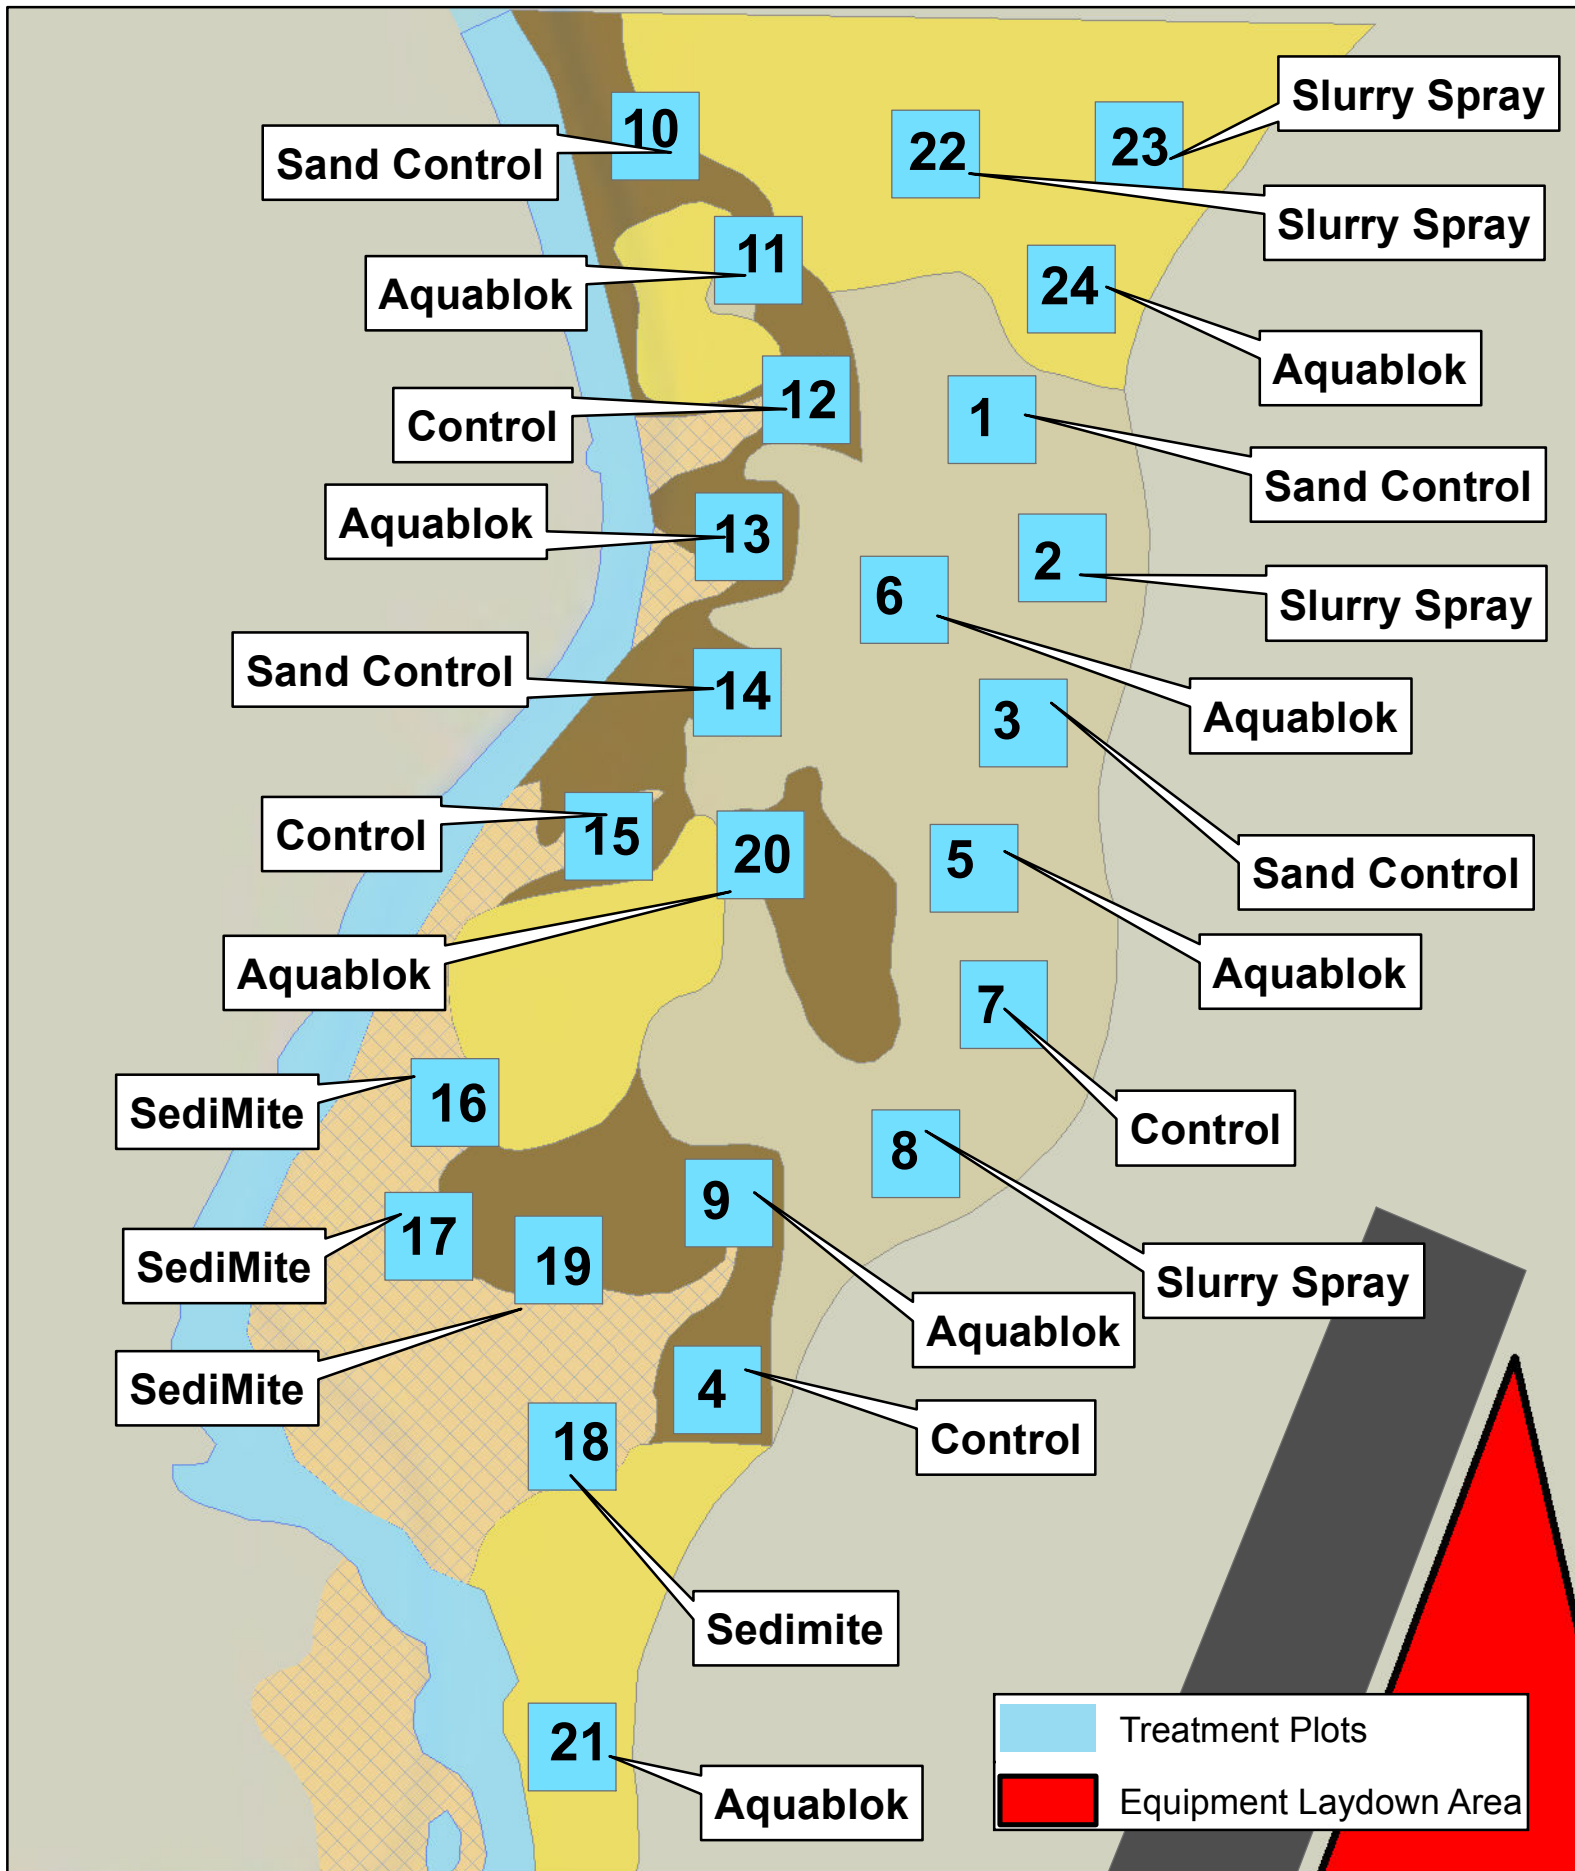 Slurry Spray
10
22
23
Sand Control
Slurry Spray
11
Aquablok
24
Aquablok
12
1
Control
Sand Control
Aquablok
13
2
6
Slurry Spray
Sand Control
14
3
Aquablok
Control
15
20
5
Sand Control
Aquablok
Aquablok
7
SediMite
16
Control
8
9
17
SediMite
19
Slurry Spray
Aquablok
SediMite
4
Control
18
Sedimite
21
Aquablok
Treatment Plots
Equipment Laydown Area